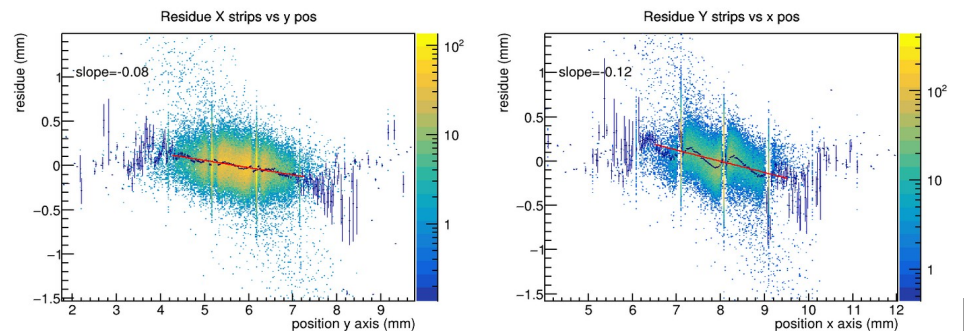 Residue X strips vs y pos
residue (mm)
1
0.5
0
−0.5
−1
−1.5
slope=-0.08
2 3 4 5 6 7 8 9
position y axis (mm)
10²
10
1
Residue Y strips vs x pos
residue (mm)
1
0.5
0
−0.5
−1
−1.5
slope=-0.12
5 6 7 8 9 10 11 12
position x axis (mm)
10²
10
1